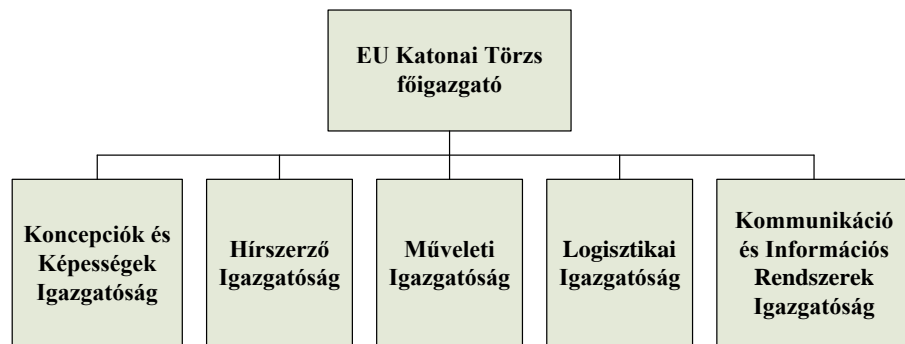 EU Katonai Törzs
főigazgató
Koncepciók és
Képességek
Igazgatóság
Hírszerző
Igazgatóság
Műveleti
Igazgatóság
Logisztikai
Igazgatóság
Kommunikáció
és Információs
Rendszerek
Igazgatóság